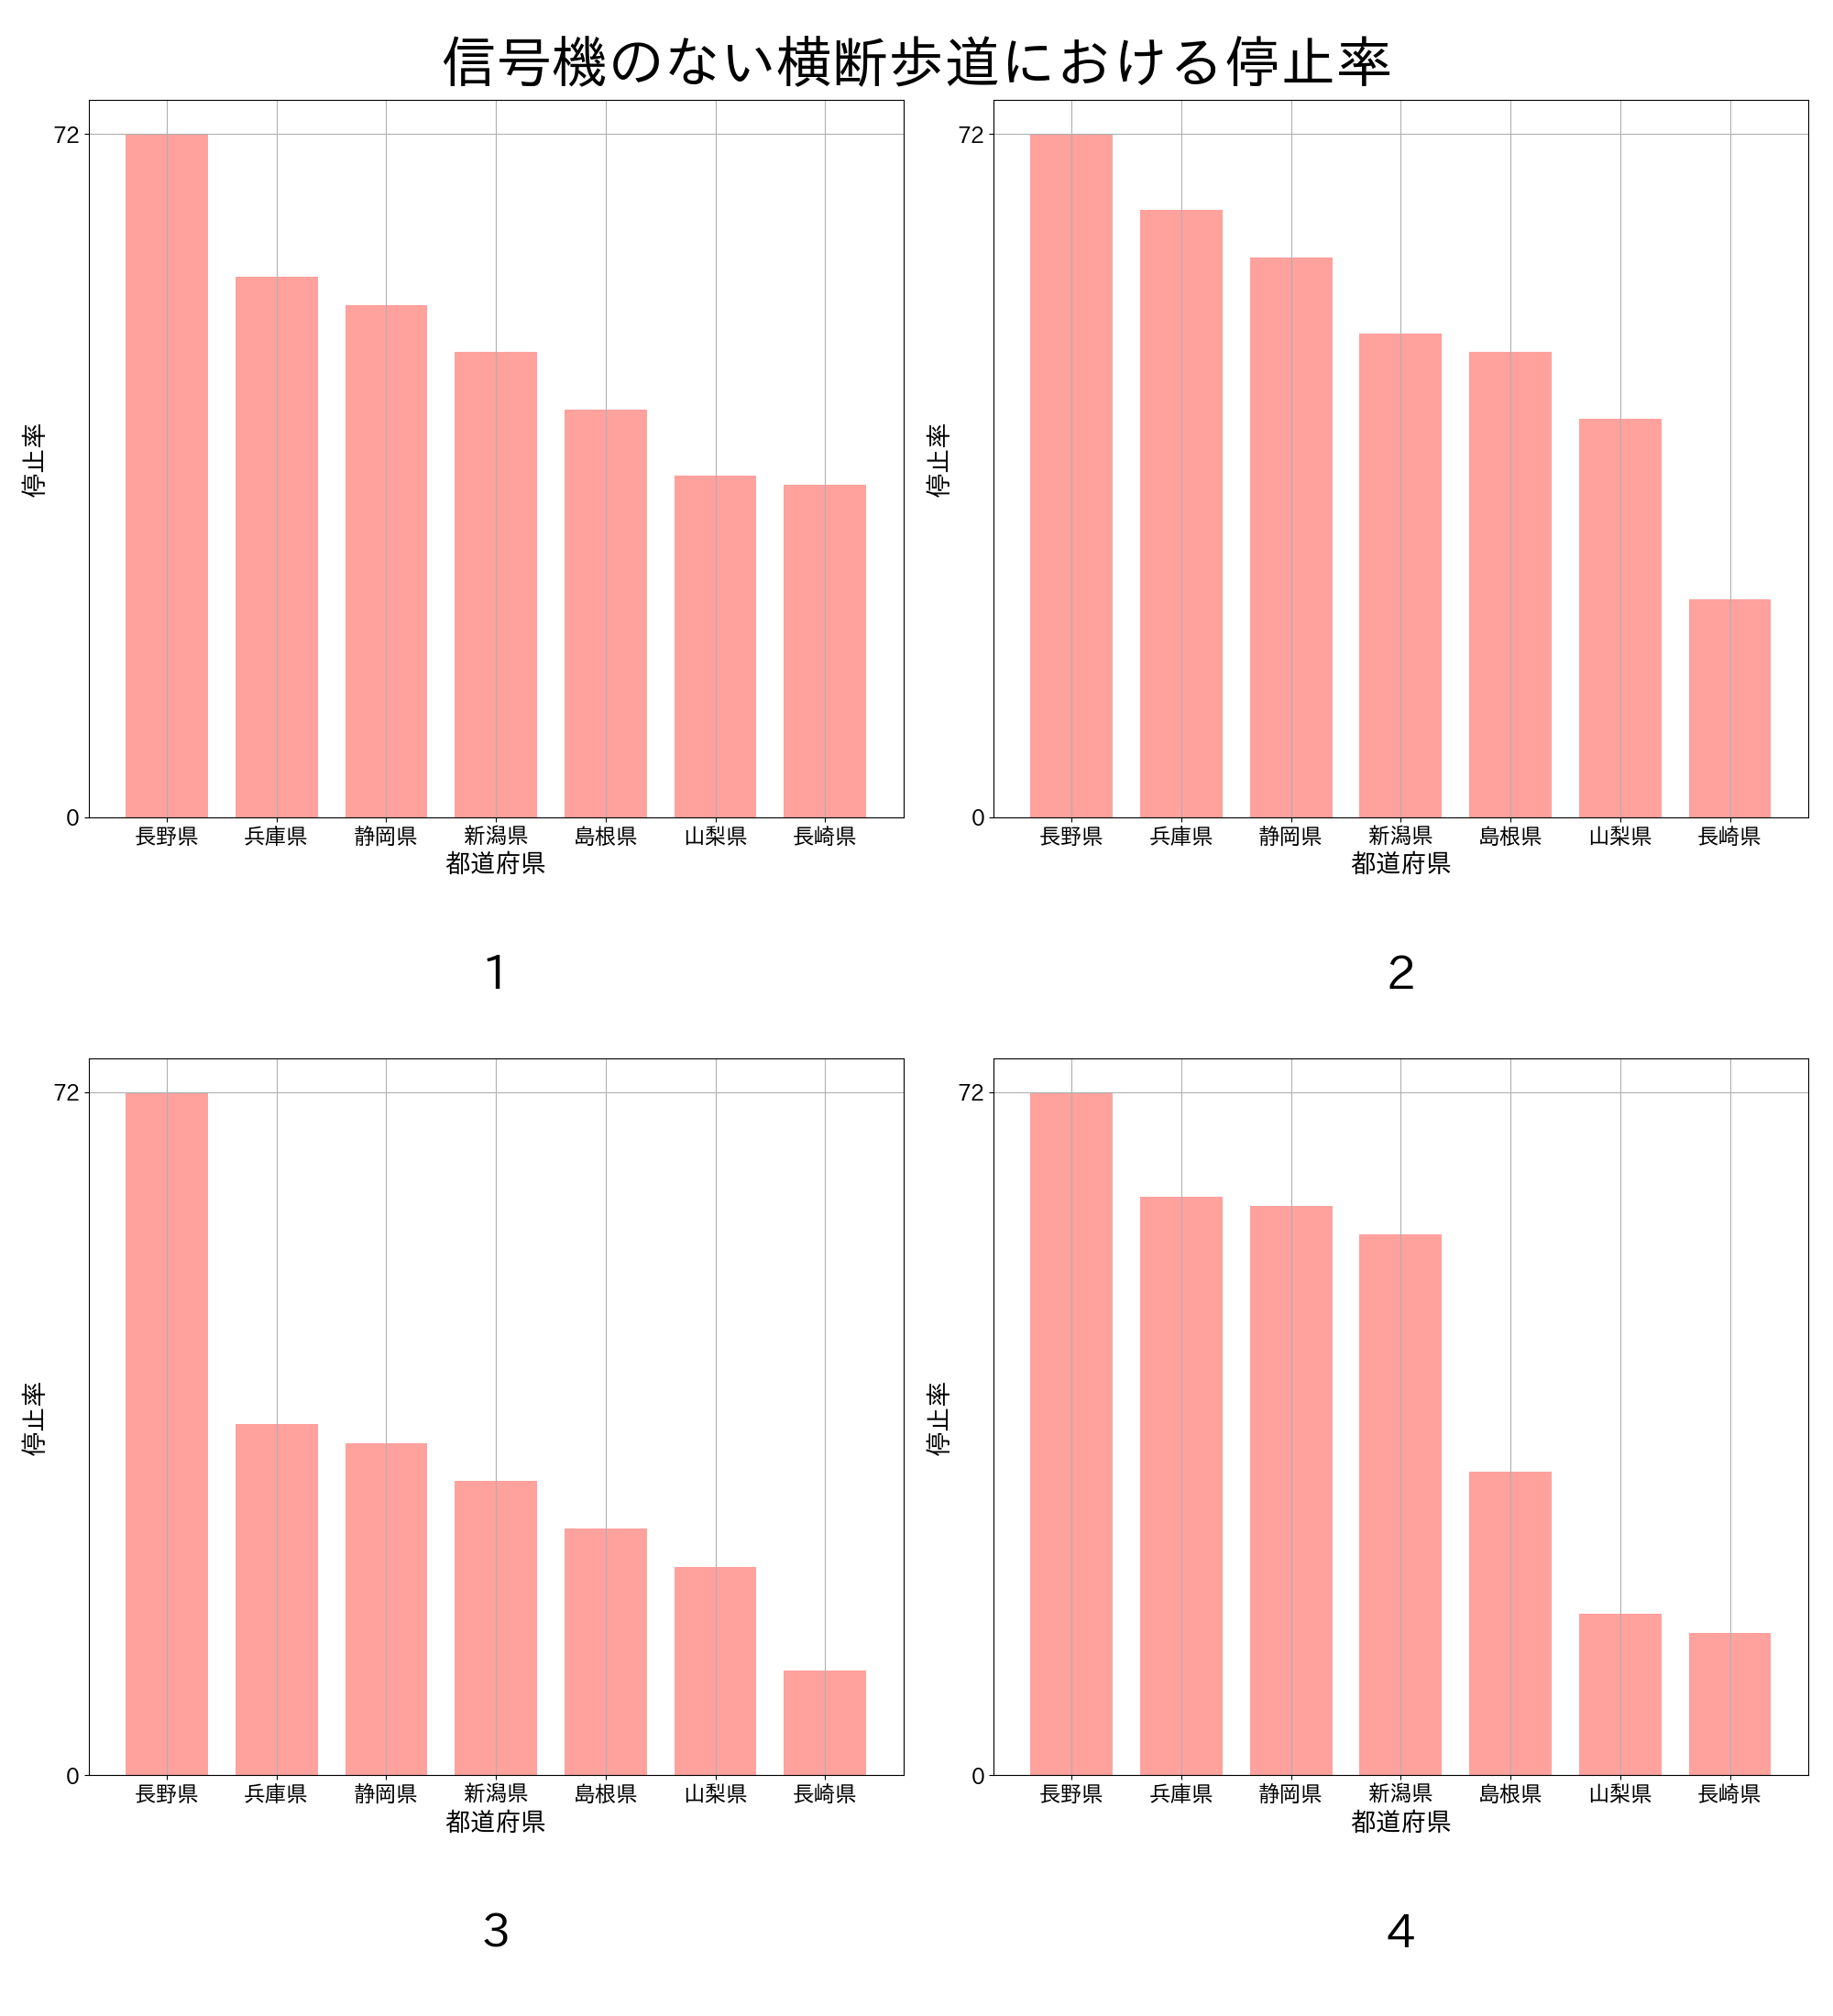 信号機のない横断歩道における停止率
72
0
停止率
長野県 兵庫県 静岡県 新潟県 島根県 山梨県 長崎県
都道府県
1
72
0
停止率
長野県 兵庫県 静岡県 新潟県 島根県 山梨県 長崎県
都道府県
2
72
0
停止率
長野県 兵庫県 静岡県 新潟県 島根県 山梨県 長崎県
都道府県
3
72
0
停止率
長野県 兵庫県 静岡県 新潟県 島根県 山梨県 長崎県
都道府県
4